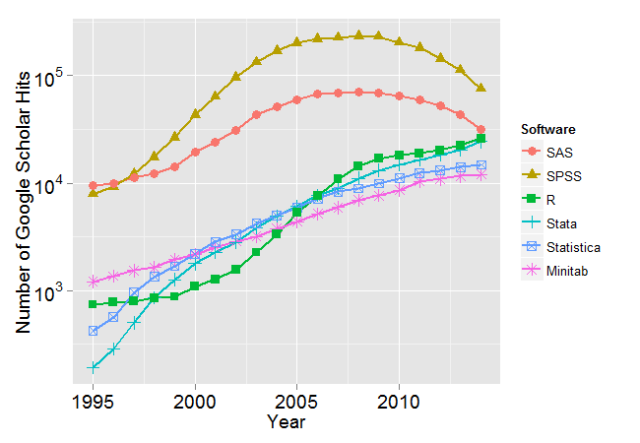 Number of Google Scholar Hits
10^5
10^4
10^3
1995
2000
2005
2010
Year
Software
SAS
SPSS
R
Stata
Statistica
Minitab